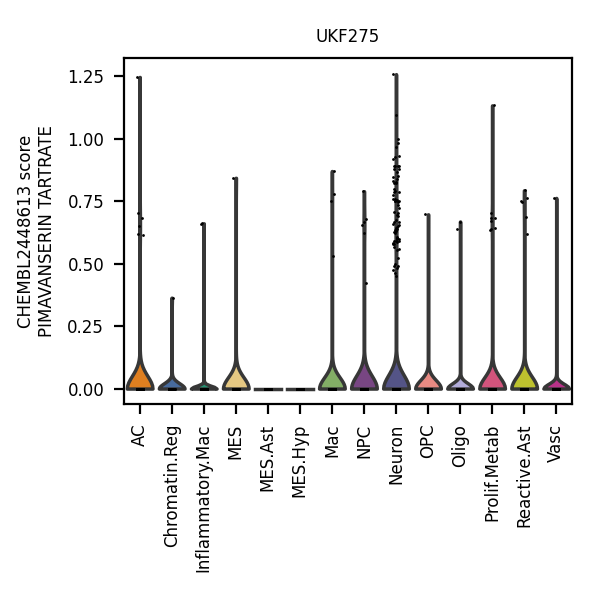 UKF275
CHEMBL2448613 score
PIMAVANSERIN TARTRATE
1.25
1.00
0.75
0.50
0.25
0.00
AC
Chromatin.Reg
Inflammatory.Mac
MES
MES.Ast
MES.Hyp
Mac
NPC
Neuron
OPC
Oligo
Prolif.Metab
Reactive.Ast
Vasc